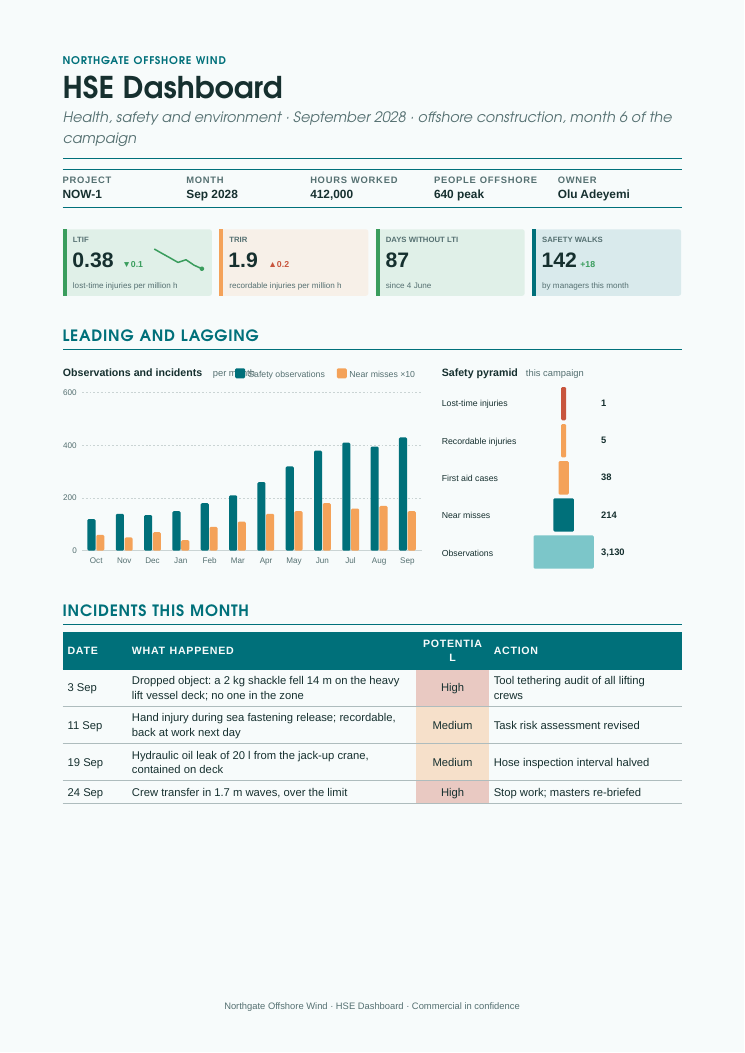 NORTHGATE OFFSHORE WIND
HSE Dashboard
Health, safety and environment · September 2028 · offshore construction, month 6 of the
campaign
PROJECT MONTH HOURS WORKED PEOPLE OFFSHORE OWNER
NOW-1 Sep 2028 412,000 640 peak Olu Adeyemi
LTIF TRIR DAYS WITHOUT LTI SAFETY WALKS
0.38 ▼0.1 1.9 ▲0.2 87 142 +18
lost-time injuries per million h recordable injuries per million h since 4 June by managers this month
LEADING AND LAGGING
Observations and incidents per month Safety observations Near misses ×10
600
400
200
0
Oct Nov Dec Jan Feb Mar Apr May Jun Jul Aug Sep
Safety pyramid this campaign
Lost-time injuries 1
Recordable injuries 5
First aid cases 38
Near misses 214
Observations 3,130
INCIDENTS THIS MONTH
DATE WHAT HAPPENED POTENTIA
L ACTION
3 Sep Dropped object: a 2 kg shackle fell 14 m on the heavy
lift vessel deck; no one in the zone High Tool tethering audit of all lifting
crews
11 Sep Hand injury during sea fastening release; recordable,
back at work next day Medium Task risk assessment revised
19 Sep Hydraulic oil leak of 20 l from the jack-up crane,
contained on deck Medium Hose inspection interval halved
24 Sep Crew transfer in 1.7 m waves, over the limit High Stop work; masters re-briefed
Northgate Offshore Wind · HSE Dashboard · Commercial in confidence